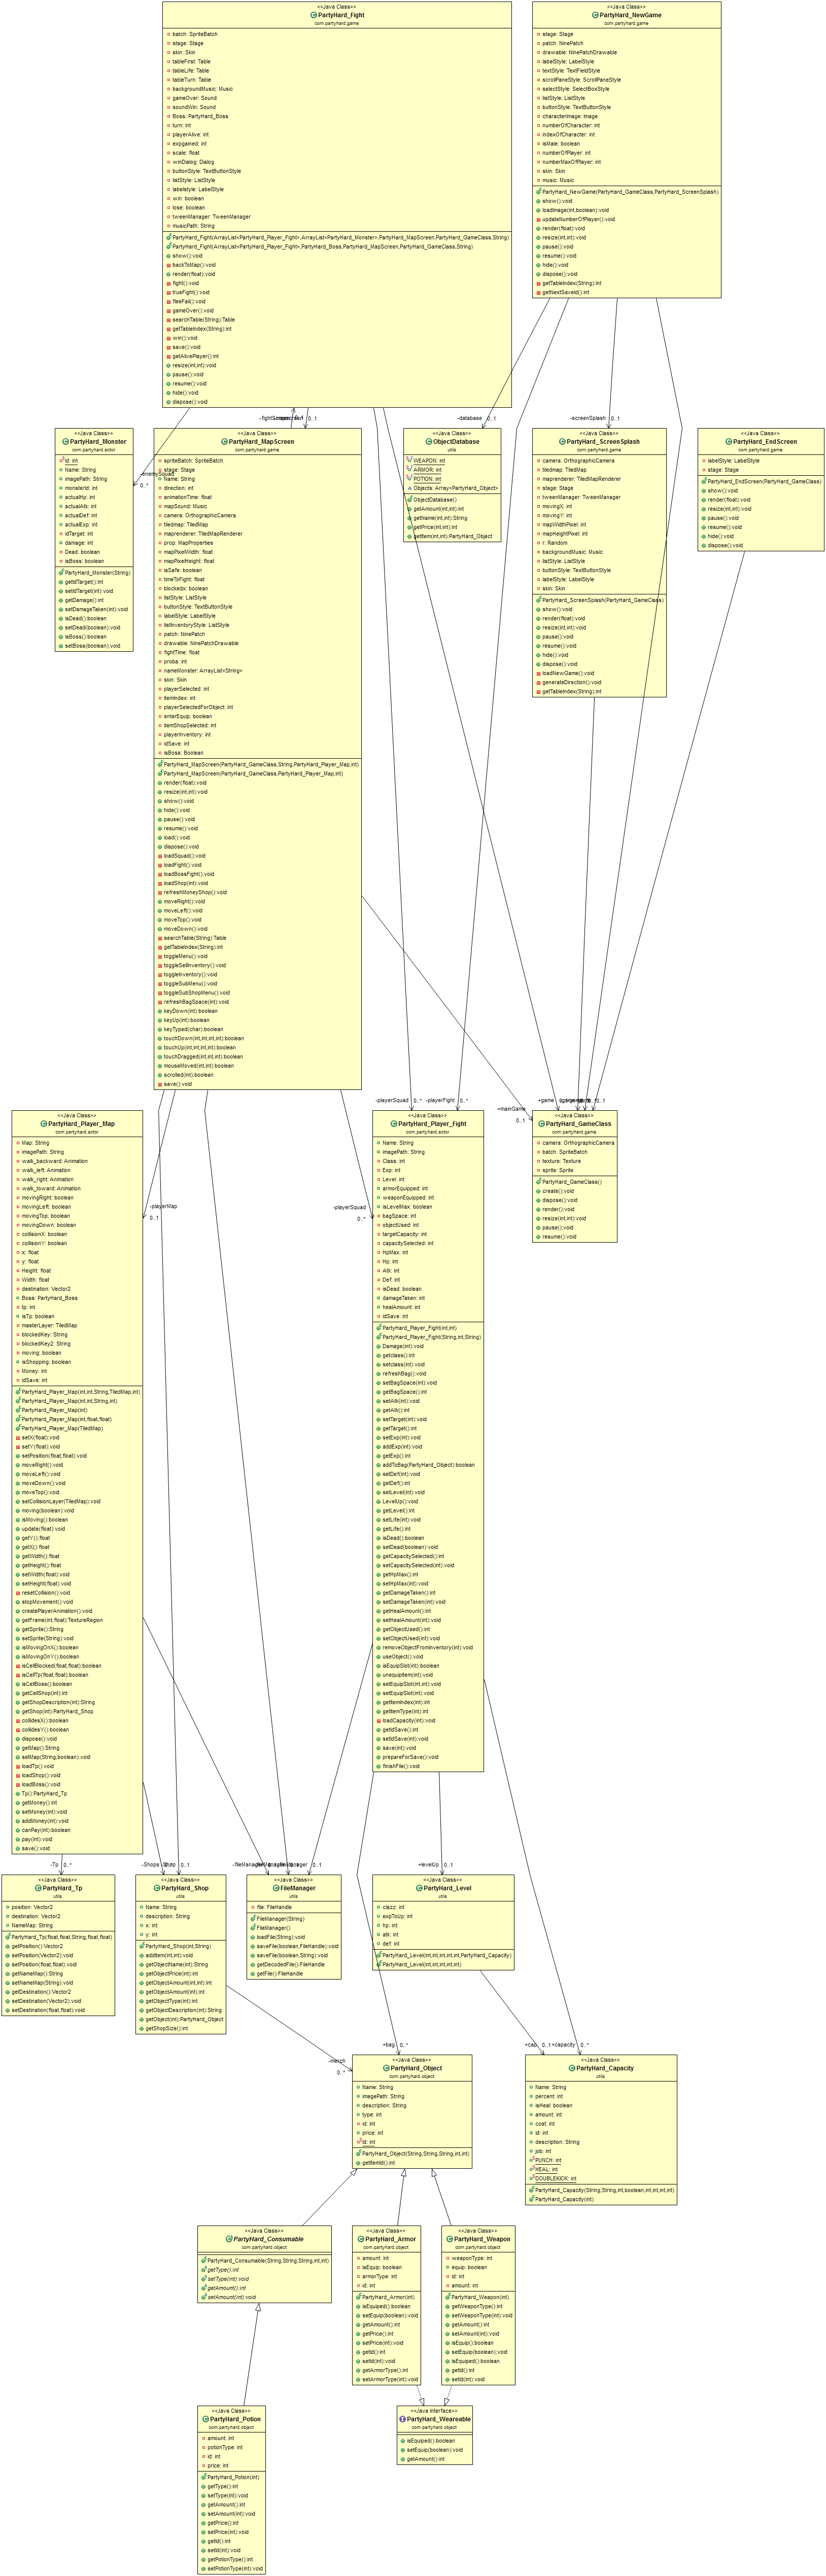 <<Java Class>>
PartyHard_Fight
com.partyhard.game
batch: SpriteBatch
stage: Stage
skin: Skin
tableFirst: Table
tableLife: Table
tableTurn: Table
backgroundMusic: Music
gameOver: Sound
soundWin: Sound
Boss: PartyHard_Boss
turn: int
playerAlive: int
expgained: int
scale: float
winDialog: Dialog
buttonStyle: TextButtonStyle
listStyle: ListStyle
labelstyle: LabelStyle
win: boolean
lose: boolean
tweenManager: TweenManager
musicPath: String
PartyHard_Fight(ArrayList<PartyHard_Player_Fight>,ArrayList<PartyHard_Monster>,PartyHard_MapScreen,PartyHard_GameClass,String)
PartyHard_Fight(ArrayList<PartyHard_Player_Fight>,PartyHard_Boss,PartyHard_MapScreen,PartyHard_GameClass,String)
show():void
backToMap():void
render(float):void
fight():void
trueFight():void
fleeFail():void
gameOver():void
searchTable(String):Table
getTableIndex(String):int
win():void
save():void
getAlivePlayer():int
resize(int,int):void
pause():void
resume():void
hide():void
dispose():void
<<Java Class>>
PartyHard_NewGame
com.partyhard.game
stage: Stage
patch: NinePatch
drawable: NinePatchDrawable
labelStyle: LabelStyle
textStyle: TextFieldStyle
scrollPaneStyle: ScrollPaneStyle
selectStyle: SelectBoxStyle
listStyle: ListStyle
buttonStyle: TextButtonStyle
characterImage: Image
numberOfCharacter: int
indexOfCharacter: int
isMale: boolean
numberOfPlayer: int
numberMaxOfPlayer: int
skin: Skin
music: Music
PartyHard_NewGame(PartyHard_GameClass,PartyHard_ScreenSplash)
show():void
loadImage(int,boolean):void
updateNumberOfPlayer():void
render(float):void
resize(int,int):void
pause():void
resume():void
hide():void
dispose():void
getTableIndex(String):int
getNextSaveId():int
-database
0..1
-screenSplash
0..1
-enemySquad
0..*
<<Java Class>>
PartyHard_Monster
com.partyhard.actor
id: int
Name: String
imagePath: String
monsterId: int
actualHp: int
actualAtk: int
actualDef: int
actualExp: int
idTarget: int
damage: int
Dead: boolean
isBoss: boolean
PartyHard_Monster(String)
getIdTarget():int
setIdTarget(int):void
getDamage():int
setDamageTaken(int):void
isDead():boolean
setDead(boolean):void
isBoss():boolean
setBoss(boolean):void
<<Java Class>>
PartyHard_MapScreen
com.partyhard.game
spriteBatch: SpriteBatch
stage: Stage
Name: String
direction: int
animationTime: float
mapSound: Music
camera: OrthographicCamera
tiledmap: TiledMap
maprenderer: TiledMapRenderer
prop: MapProperties
mapPixelWidth: float
mapPixelHeight: float
isSafe: boolean
timeToFight: float
blockedx: boolean
listStyle: ListStyle
buttonStyle: TextButtonStyle
labelStyle: LabelStyle
listInventoryStyle: ListStyle
patch: NinePatch
drawable: NinePatchDrawable
fightTime: float
proba: int
nameMonster: ArrayList<String>
skin: Skin
playerSelected: int
itemIndex: int
playerSelectedForObject: int
enterEquip: boolean
itemShopSelected: int
playerInventory: int
idSave: int
isBoss: Boolean
PartyHard_MapScreen(PartyHard_GameClass,String,PartyHard_Player_Map,int)
PartyHard_MapScreen(PartyHard_GameClass,PartyHard_Player_Map,int)
render(float):void
resize(int,int):void
show():void
hide():void
pause():void
resume():void
load():void
dispose():void
loadSquad():void
loadFight():void
loadBossFight():void
loadShop(int):void
refreshMoneyShop():void
moveRight():void
moveLeft():void
moveTop():void
moveDown():void
searchTable(String):Table
getTableIndex(String):int
toggleMenu():void
toggleSellInventory():void
toggleInventory():void
toggleSubMenu():void
toggleSubShopMenu():void
refreshBagSpace(int):void
keyDown(int):boolean
keyUp(int):boolean
keyTyped(char):boolean
touchDown(int,int,int,int):boolean
touchUp(int,int,int,int):boolean
touchDragged(int,int,int):boolean
mouseMoved(int,int):boolean
scrolled(int):boolean
save():void
<<Java Class>>
ObjectDatabase
utils
WEAPON: int
ARMOR: int
POTION: int
Objects: Array<PartyHard_Object>
ObjectDatabase()
getAmount(int,int):int
getName(int,int):String
getPrice(int,int):int
getItem(int,int):PartyHard_Object
<<Java Class>>
PartyHard_ScreenSplash
com.partyhard.game
camera: OrthographicCamera
tiledmap: TiledMap
maprenderer: TiledMapRenderer
stage: Stage
tweenManager: TweenManager
movingX: int
movingY: int
mapWidthPixel: int
mapHeightPixel: int
r: Random
backgroundMusic: Music
listStyle: ListStyle
buttonStyle: TextButtonStyle
labelStyle: LabelStyle
skin: Skin
PartyHard_ScreenSplash(PartyHard_GameClass)
show():void
render(float):void
resize(int,int):void
pause():void
resume():void
hide():void
dispose():void
loadNewGame():void
generateDirection():void
getTableIndex(String):int
<<Java Class>>
PartyHard_EndScreen
com.partyhard.game
labelStyle: LabelStyle
stage: Stage
PartyHard_EndScreen(PartyHard_GameClass)
show():void
render(float):void
resize(int,int):void
pause():void
resume():void
hide():void
dispose():void
-playerSquad
0..*
-playerFight
0..*
+mainGame
0..1
+game
<<Java Class>>
PartyHard_Player_Map
com.partyhard.actor
Map: String
imagePath: String
walk_backward: Animation
walk_left: Animation
walk_right: Animation
walk_toward: Animation
movingRight: boolean
movingLeft: boolean
movingTop: boolean
movingDown: boolean
collisionX: boolean
collisionY: boolean
x: float
y: float
Height: float
Width: float
destination: Vector2
Boss: PartyHard_Boss
tp: int
isTp: boolean
masterLayer: TiledMap
blockedKey: String
blockedKey2: String
moving: boolean
isShopping: boolean
Money: int
idSave: int
PartyHard_Player_Map(int,int,String,TiledMap,int)
PartyHard_Player_Map(int,int,String,int)
PartyHard_Player_Map(int)
PartyHard_Player_Map(int,float,float)
PartyHard_Player_Map(TiledMap)
setX(float):void
setY(float):void
setPosition(float,float):void
moveRight():void
moveLeft():void
moveDown():void
moveTop():void
setCollisionLayer(TiledMap):void
moving(boolean):void
isMoving():boolean
update(float):void
getY():float
getX():float
getWidth():float
getHeight():float
setWidth(float):void
setHeight(float):void
resetCollision():void
stopMovement():void
createPlayerAnimation():void
getFrame(int,float):TextureRegion
getSprite():String
setSprite(String):void
isMovingOnX():boolean
isMovingOnY():boolean
isCellBlocked(float,float):boolean
isCellTp(float,float):boolean
isCellBoss():boolean
getCellShop(int):int
getShopDescription(int):String
getShop(int):PartyHard_Shop
collidesX():boolean
collidesY():boolean
dispose():void
getMap():String
setMap(String,boolean):void
loadTp():void
loadShop():void
loadBoss():void
Tp():PartyHard_Tp
getMoney():int
setMoney(int):void
addMoney(int):void
canPay(int):boolean
pay(int):void
save():void
-playerMap
0..1
-playerSquad
0..*
<<Java Class>>
PartyHard_Player_Fight
com.partyhard.actor
Name: String
imagePath: String
Class: int
Exp: int
Level: int
armorEquipped: int
weaponEquipped: int
isLevelMax: boolean
bagSpace: int
objectUsed: int
targetCapacity: int
capacitySelected: int
HpMax: int
Hp: int
Atk: int
Def: int
isDead: boolean
damageTaken: int
healAmount: int
idSave: int
PartyHard_Player_Fight(int,int)
PartyHard_Player_Fight(String,int,String)
Damage(int):void
getclass():int
setclass(int):void
refreshBag():void
setBagSpace(int):void
getBagSpace():int
setAtk(int):void
getAtk():int
setTarget(int):void
getTarget():int
setExp(int):void
addExp(int):void
getExp():int
addToBag(PartyHard_Object):boolean
setDef(int):void
getDef():int
setLevel(int):void
LevelUp():void
getLevel():int
setLife(int):void
getLife():int
isDead():boolean
setDead(boolean):void
getCapacitySelected():int
setCapacitySelected(int):void
getHpMax():int
setHpMax(int):void
getDamageTaken():int
setDamageTaken(int):void
getHealAmount():int
setHealAmount(int):void
getObjectUsed():int
setObjectUsed(int):void
removeObjectFromInventory(int):void
useObject():void
isEquipSlot(int):boolean
unequipItem(int):void
setEquipSlot(int,int):void
setEquipSlot(int):void
getItemIndex(int):int
getItemType(int):int
loadCapacity(int):void
getIdSave():int
setIdSave(int):void
save(int):void
prepareForSave():void
finishFile():void
<<Java Class>>
PartyHard_GameClass
com.partyhard.game
camera: OrthographicCamera
batch: SpriteBatch
texture: Texture
sprite: Sprite
PartyHard_GameClass()
create():void
dispose():void
render():void
resize(int,int):void
pause():void
resume():void
-Tp
0..*
-Shops
0..1
0..1
+levelUp
0..1
<<Java Class>>
PartyHard_Tp
utils
position: Vector2
destination: Vector2
NameMap: String
PartyHard_Tp(float,float,String,float,float)
getPosition():Vector2
setPosition(Vector2):void
setPosition(float,float):void
getNameMap():String
setNameMap(String):void
getDestination():Vector2
setDestination(Vector2):void
setDestination(float,float):void
<<Java Class>>
PartyHard_Shop
utils
Name: String
description: String
x: int
y: int
PartyHard_Shop(int,String)
addItem(int,int):void
getObjectName(int):String
getObjectPrice(int):int
getObjectAmount(int,int):int
getObjectAmount(int):int
getObjectType(int):int
getObjectDescription(int):String
getObject(int):PartyHard_Object
getShopSize():int
<<Java Class>>
FileManager
utils
file: FileHandle
FileManager(String)
FileManager()
loadFile(String):void
saveFile(boolean,FileHandle):void
saveFile(boolean,String):void
getDecodedFile():FileHandle
getFile():FileHandle
<<Java Class>>
PartyHard_Level
utils
clazz: int
expToUp: int
hp: int
atk: int
def: int
PartyHard_Level(int,int,int,int,int,PartyHard_Capacity)
PartyHard_Level(int,int,int,int,int)
-merch
0..*
+bag
0..*
+cap
0..1
+capacity
0..*
<<Java Class>>
PartyHard_Object
com.partyhard.object
Name: String
imagePath: String
description: String
type: int
id: int
price: int
Id: int
PartyHard_Object(String,String,String,int,int)
getItemId():int
<<Java Class>>
PartyHard_Capacity
utils
Name: String
percent: int
isHeal: boolean
amount: int
cost: int
id: int
description: String
job: int
PUNCH: int
HEAL: int
DOUBLEKICK: int
PartyHard_Capacity(String,String,int,boolean,int,int,int,int)
PartyHard_Capacity(int)
<<Java Class>>
PartyHard_Consumable
com.partyhard.object
PartyHard_Consumable(String,String,String,int,int)
getType():int
setType(int):void
getAmount():int
setAmount(int):void
<<Java Class>>
PartyHard_Armor
com.partyhard.object
amount: int
isEquip: boolean
armorType: int
id: int
PartyHard_Armor(int)
isEquiped():boolean
setEquip(boolean):void
getAmount():int
getPrice():int
setPrice(int):void
getId():int
setId(int):void
getArmorType():int
setArmorType(int):void
<<Java Class>>
PartyHard_Weapon
com.partyhard.object
weaponType: int
equip: boolean
id: int
amount: int
PartyHard_Weapon(int)
getWeaponType():int
setWeaponType(int):void
getAmount():int
setAmount(int):void
isEquip():boolean
setEquip(boolean):void
isEquiped():boolean
getId():int
setId(int):void
<<Java Class>>
PartyHard_Potion
com.partyhard.object
amount: int
potionType: int
id: int
price: int
PartyHard_Potion(int)
getType():int
setType(int):void
getAmount():int
setAmount(int):void
getPrice():int
setPrice(int):void
getId():int
setId(int):void
getPotionType():int
setPotionType(int):void
<<Java Interface>>
PartyHard_Weareable
com.partyhard.object
isEquiped():boolean
setEquip(boolean):void
getAmount():int